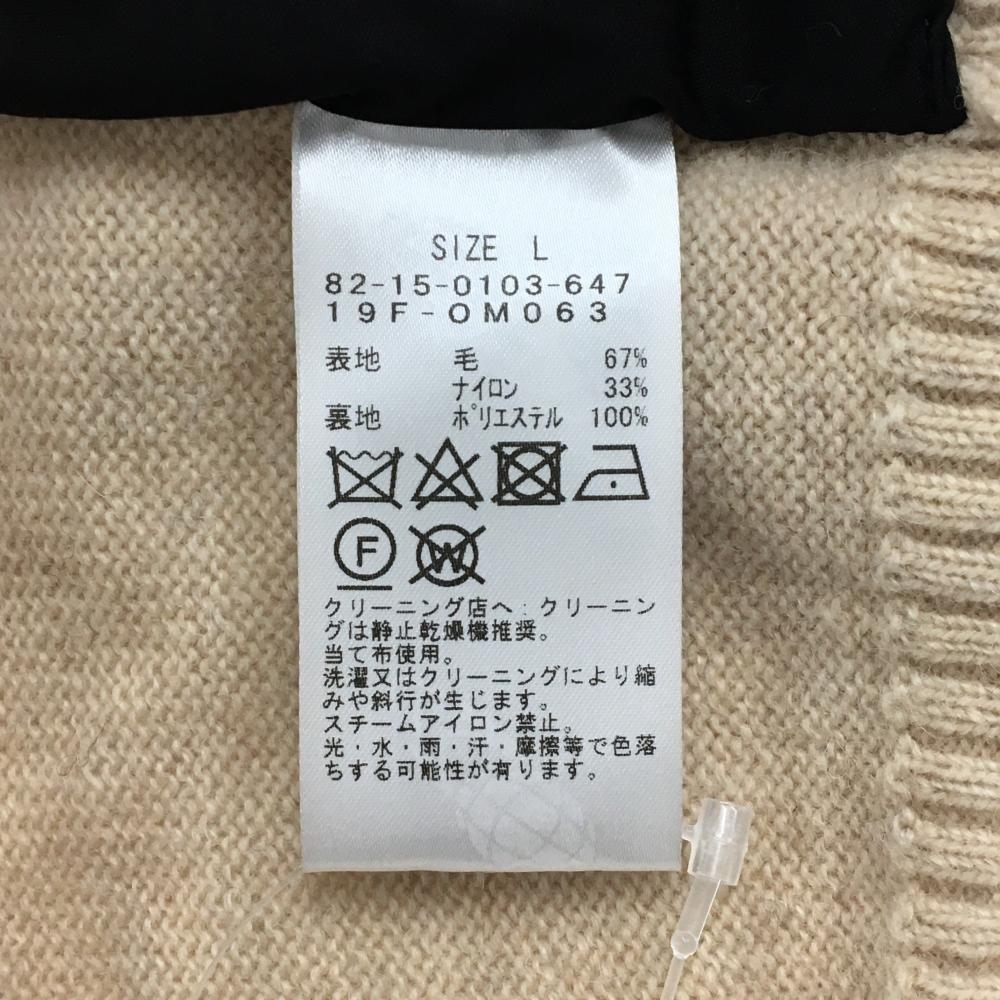 SIZE L
82-15-0103-647
19F-OM063
表地 毛 67%
ナイロン 33%
裏地 ポリエステル 100%
F W
クリーニング店へ:クリーニン
グは静止乾燥機推奨。
当て布使用。
洗濯又はクリーニングにより縮
みや斜行が生じます。
スチームアイロン禁止。
光・水・雨・汗・摩擦等で色落
ちする可能性が有ります。